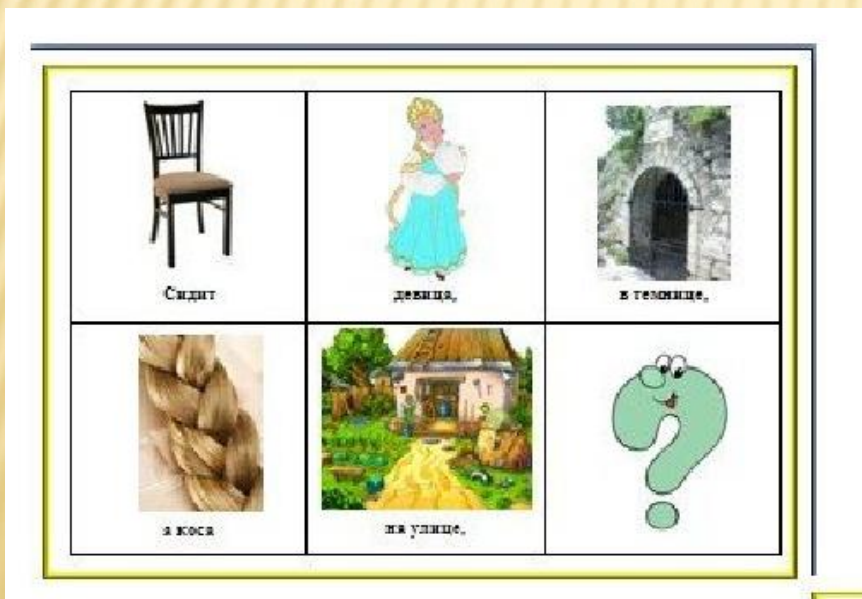 Сидит
девица,
в темнице,
а коса
на улице,